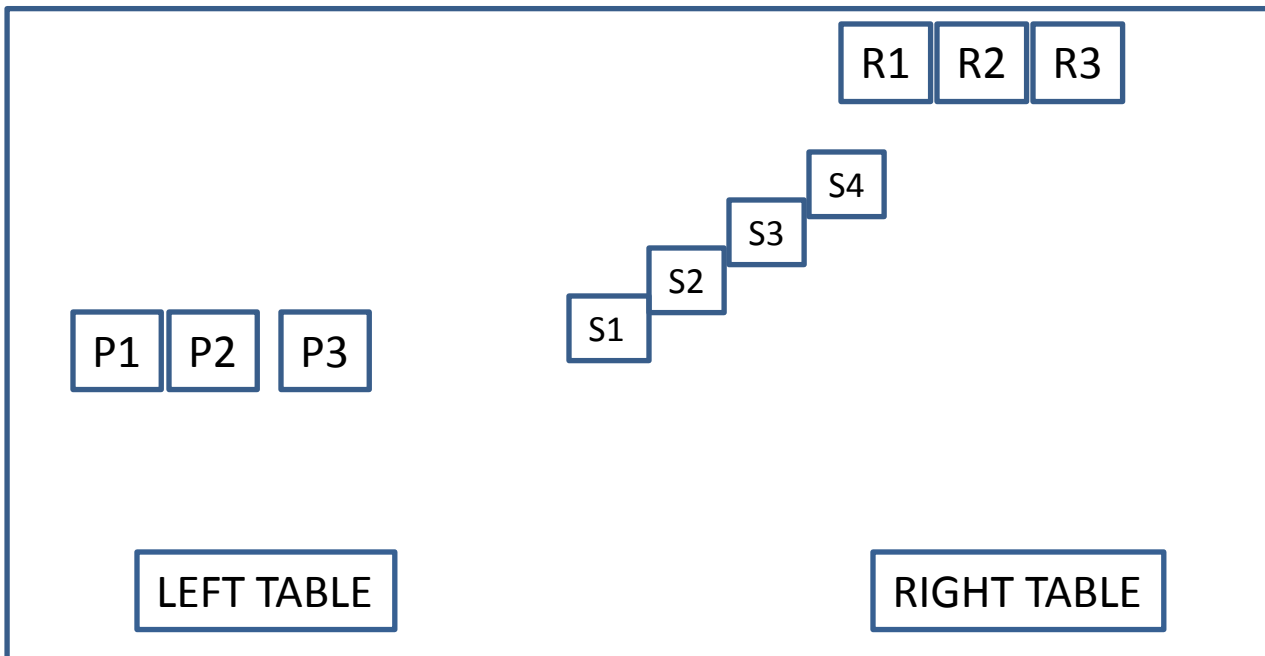 R1 R2 R3
S4
S3
S2
S1
P1 P2 P3
LEFT TABLE
RIGHT TABLE